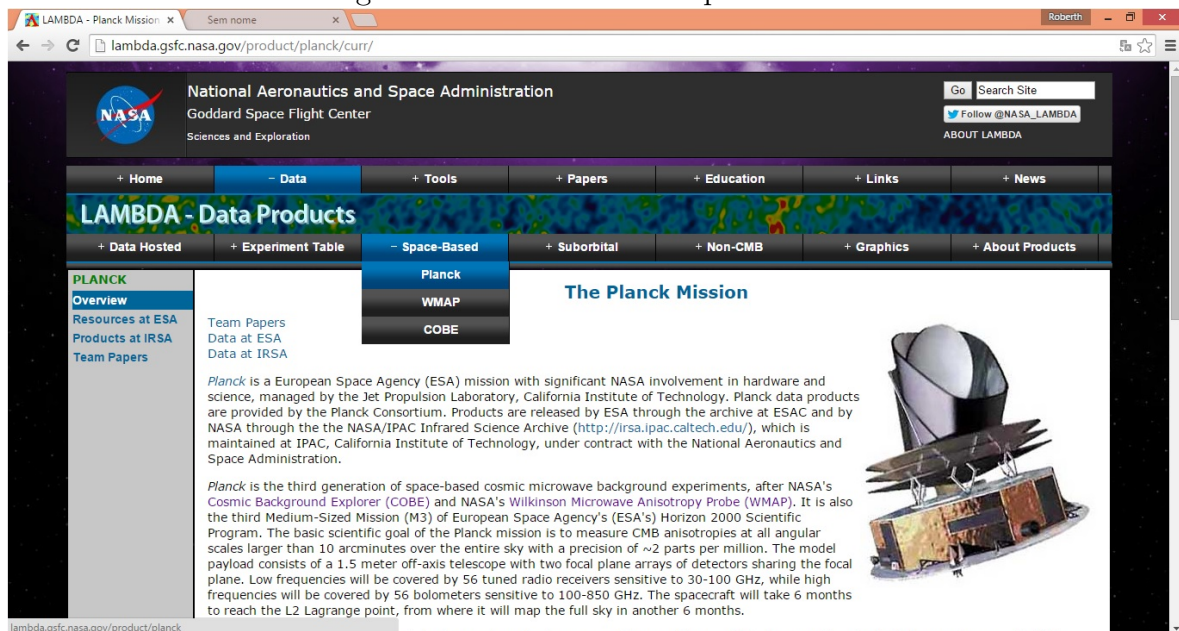 LAMBDA - Planck Mission
Sem nome
Roberth
lambda.gsfc.nasa.gov/product/planck/curr/
NASA
National Aeronautics and Space Administration
Goddard Space Flight Center
Sciences and Exploration
Go Search Site
Follow @NASA_LAMBDA
ABOUT LAMBDA
+ Home − Data + Tools + Papers + Education + Links + News
LAMBDA - Data Products
+ Data Hosted + Experiment Table − Space-Based + Suborbital + Non-CMB + Graphics + About Products
Planck
WMAP
COBE
PLANCK
Overview
Resources at ESA
Products at IRSA
Team Papers
The Planck Mission
Team Papers
Data at ESA
Data at IRSA
Planck is a European Space Agency (ESA) mission with significant NASA involvement in hardware and
science, managed by the Jet Propulsion Laboratory, California Institute of Technology. Planck data products
are provided by the Planck Consortium. Products are released by ESA through the archive at ESAC and by
NASA through the the NASA/IPAC Infrared Science Archive (http://irsa.ipac.caltech.edu/), which is
maintained at IPAC, California Institute of Technology, under contract with the National Aeronautics and
Space Administration.
Planck is the third generation of space-based cosmic microwave background experiments, after NASA's
Cosmic Background Explorer (COBE) and NASA's Wilkinson Microwave Anisotropy Probe (WMAP). It is also
the third Medium-Sized Mission (M3) of European Space Agency's (ESA's) Horizon 2000 Scientific
Program. The basic scientific goal of the Planck mission is to measure CMB anisotropies at all angular
scales larger than 10 arcminutes over the entire sky with a precision of ~2 parts per million. The model
payload consists of a 1.5 meter off-axis telescope with two focal plane arrays of detectors sharing the focal
plane. Low frequencies will be covered by 56 tuned radio receivers sensitive to 30-100 GHz, while high
frequencies will be covered by 56 bolometers sensitive to 100-850 GHz. The spacecraft will take 6 months
to reach the L2 Lagrange point, from where it will map the full sky in another 6 months.
lambda.gsfc.nasa.gov/product/planck